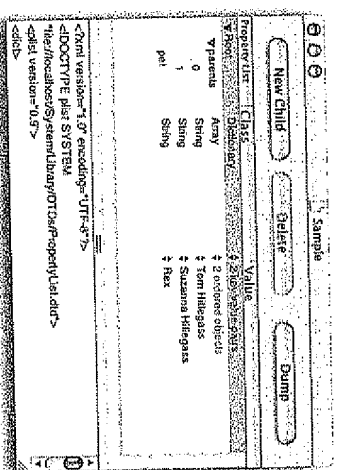 Sample
New Child Delete Dump
Property List Class Value
▼Root Dictionary 2 key/value pairs
▼parents Array 2 ordered objects
0 String Tom Hillegass
1 String Suzanna Hillegass
pet String Rex
<?xml version="1.0" encoding="UTF-8"?>
<!DOCTYPE plist SYSTEM
"file://localhost/System/Library/DTDs/PropertyList.dtd">
<plist version="0.9">
<dict>